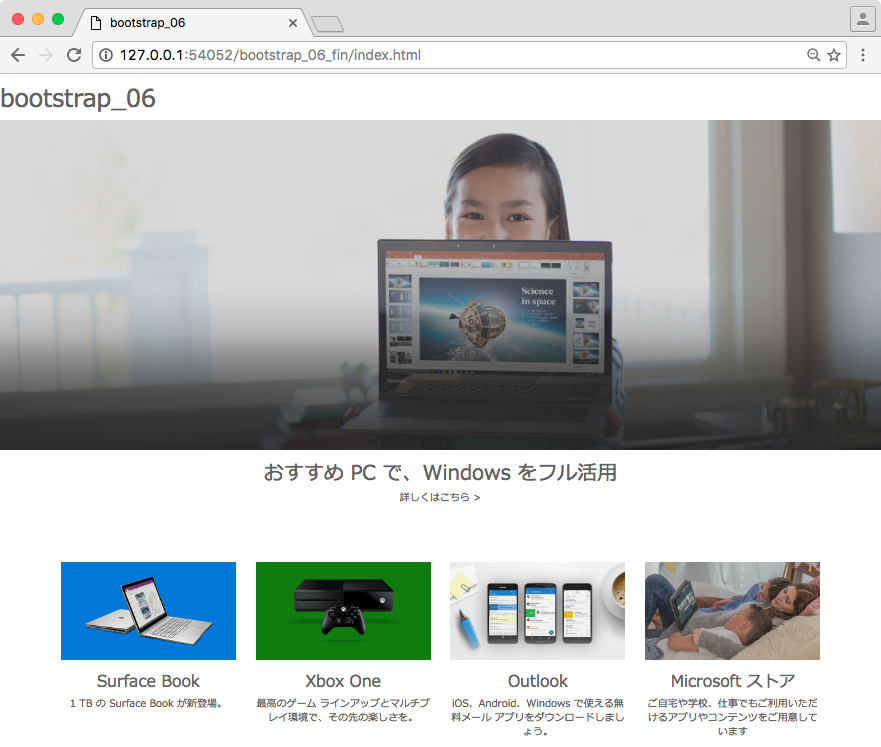 bootstrap_06
127.0.0.1:54052/bootstrap_06_fin/index.html
bootstrap_06
Science
in space
おすすめ PC で、Windows をフル活用
詳しくはこちら >
Surface Book
1 TB の Surface Book が新登場。
Xbox One
最高のゲーム ラインアップとマルチプ
レイ環境で、その先の楽しさを。
Outlook
iOS、Android、Windows で使える無
料メール アプリをダウンロードしまし
ょう。
Microsoft ストア
ご自宅や学校、仕事でもご利用いただ
けるアプリやコンテンツをご用意して
います